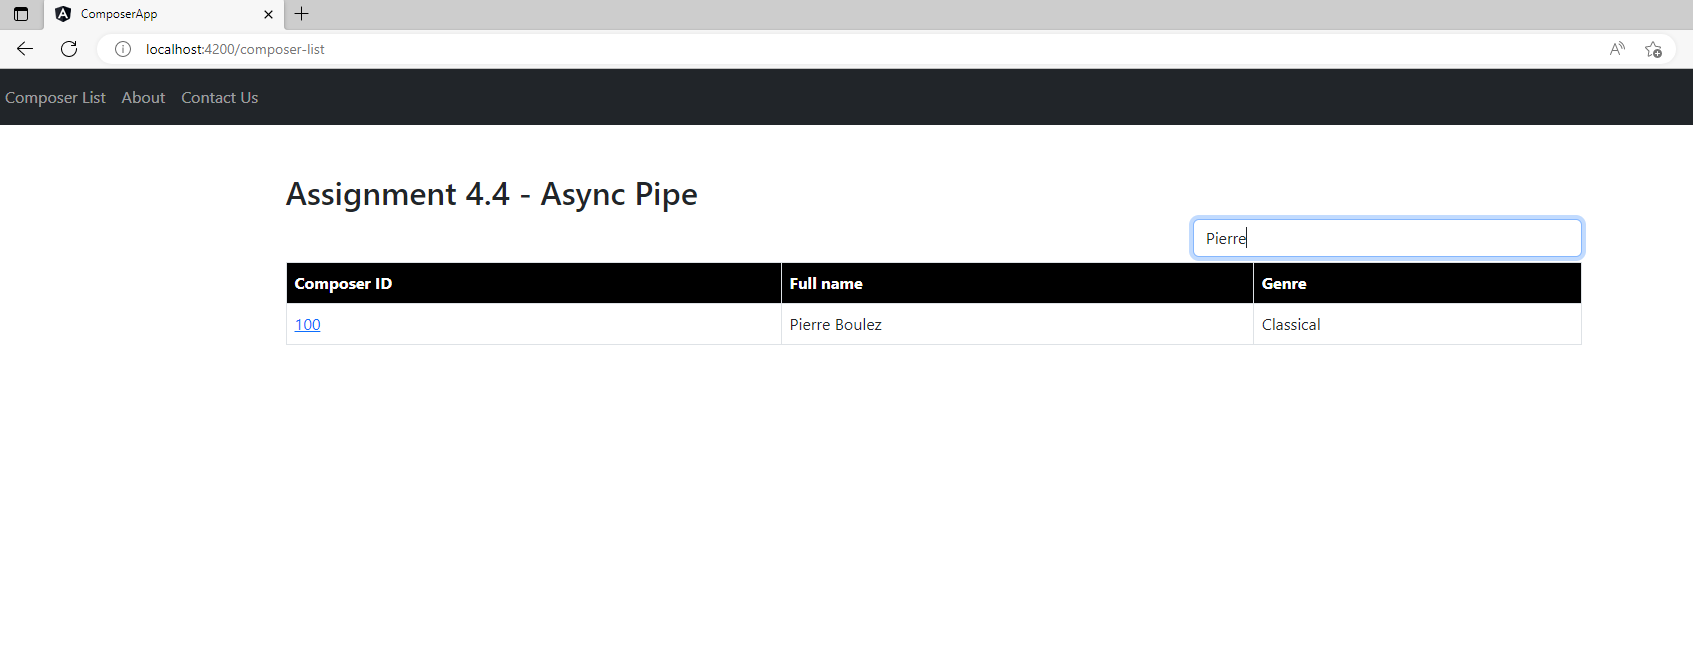 ComposerApp
localhost:4200/composer-list
Composer List About Contact Us
Assignment 4.4 - Async Pipe
Pierre
Composer ID Full name Genre
100 Pierre Boulez Classical